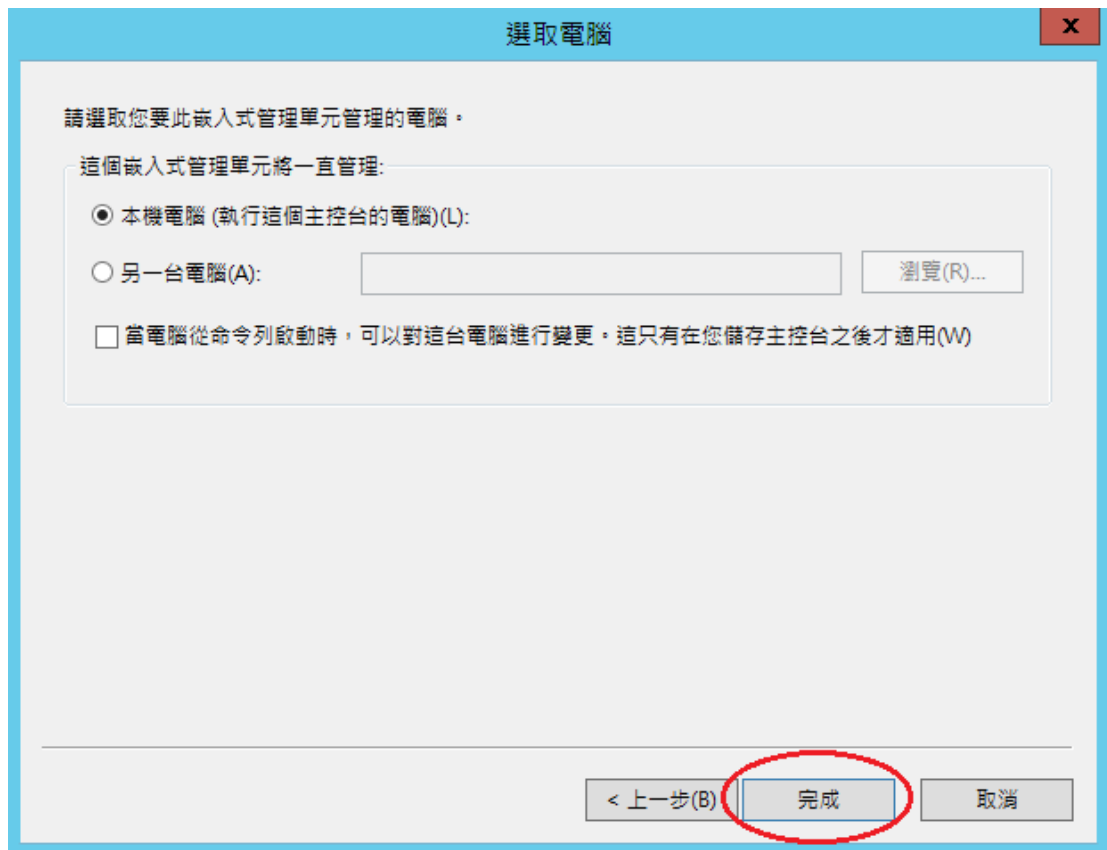 選取電腦
x
請選取您要此嵌入式管理單元管理的電腦。
這個嵌入式管理單元將一直管理:
本機電腦 (執行這個主控台的電腦)(L):
另一台電腦(A):
瀏覽(R)...
當電腦從命令列啟動時，可以對這台電腦進行變更。這只有在您儲存主控台之後才適用(W)
< 上一步(B)
完成
取消